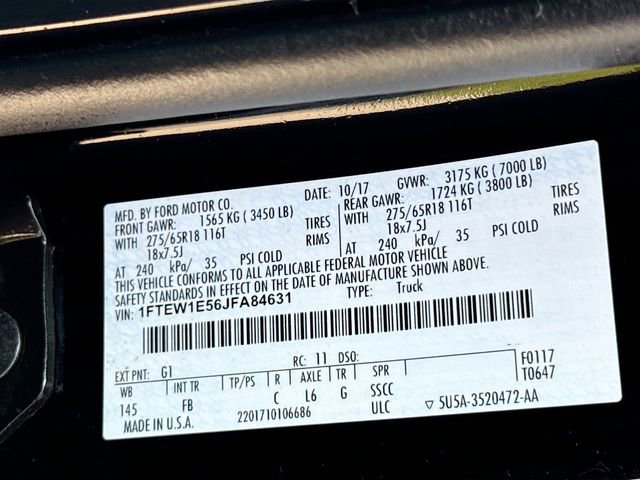 MFD. BY FORD MOTOR CO. DATE: 10/17 GVWR: 3175 KG ( 7000 LB)
FRONT GAWR: 1565 KG ( 3450 LB) REAR GAWR: 1724 KG ( 3800 LB)
WITH 275/65R18 116T TIRES WITH 275/65R18 116T TIRES
18x7.5J RIMS 18x7.5J RIMS
AT 240 kPa/ 35 PSI COLD AT 240 kPa/ 35 PSI COLD
THIS VEHICLE CONFORMS TO ALL APPLICABLE FEDERAL MOTOR VEHICLE
SAFETY STANDARDS IN EFFECT ON THE DATE OF MANUFACTURE SHOWN ABOVE.
VIN: 1FTEW1E56JFA84631 TYPE: Truck
EXT PNT: G1 RC: 11 DSO: F0117
WB INT TR TP/PS R AXLE TR SPR T0647
145 FB C L6 G SSCC
MADE IN U.S.A. 2201710106686 ULC ▽ 5U5A-3520472-AA